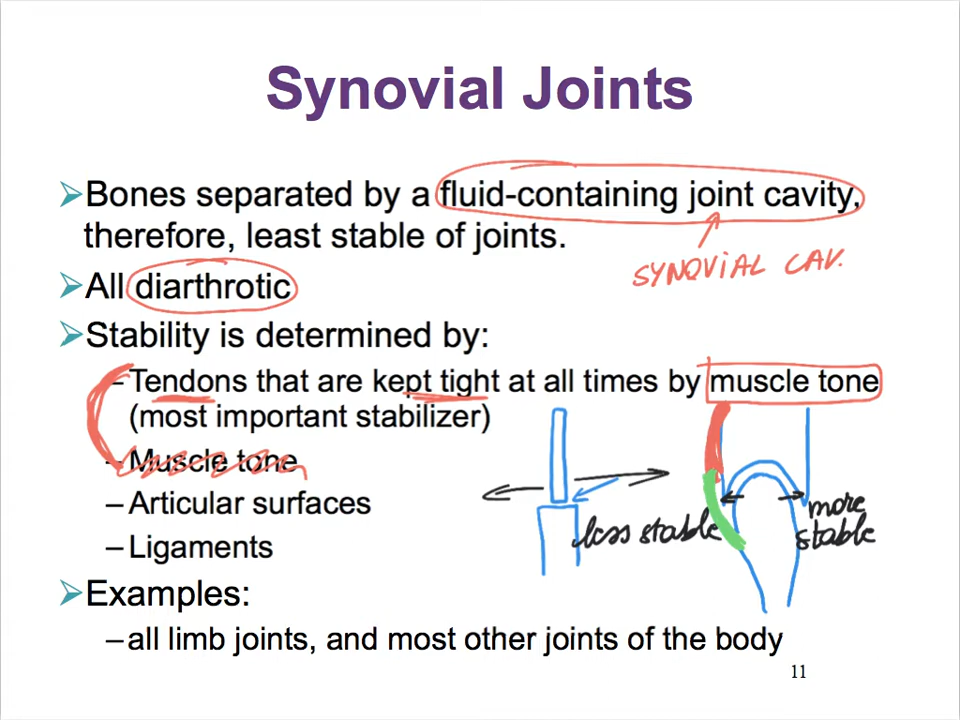 Synovial Joints
➢Bones separated by a fluid-containing joint cavity,
therefore, least stable of joints.
SYNOVIAL CAV.
➢All diarthrotic
➢Stability is determined by:
–Tendons that are kept tight at all times by muscle tone
(most important stabilizer)
–Muscle tone
–Articular surfaces
less stable
more
stable
–Ligaments
➢Examples:
–all limb joints, and most other joints of the body
11